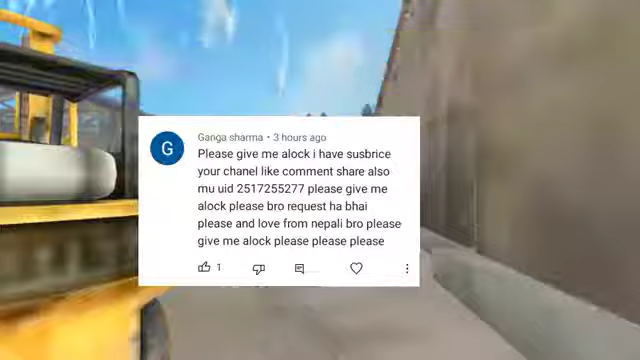 G
Ganga sharma • 3 hours ago
Please give me alock i have susbrice
your chanel like comment share also
mu uid 2517255277 please give me
alock please bro request ha bhai
please and love from nepali bro please
give me alock please please please
1